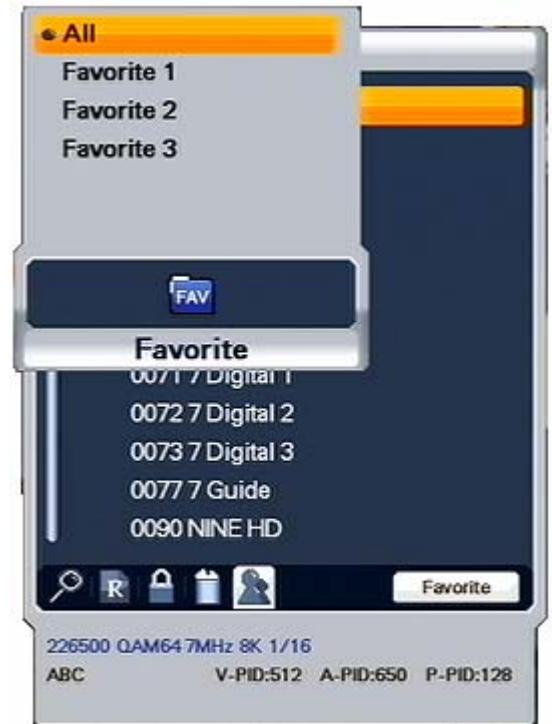 All
Favorite 1
Favorite 2
Favorite 3
FAV
Favorite
0071 7 Digital 1
0072 7 Digital 2
0073 7 Digital 3
0077 7 Guide
0090 NINE HD
R
Favorite
226500 QAM64 7MHz 8K 1/16
ABC V-PID:512 A-PID:650 P-PID:128